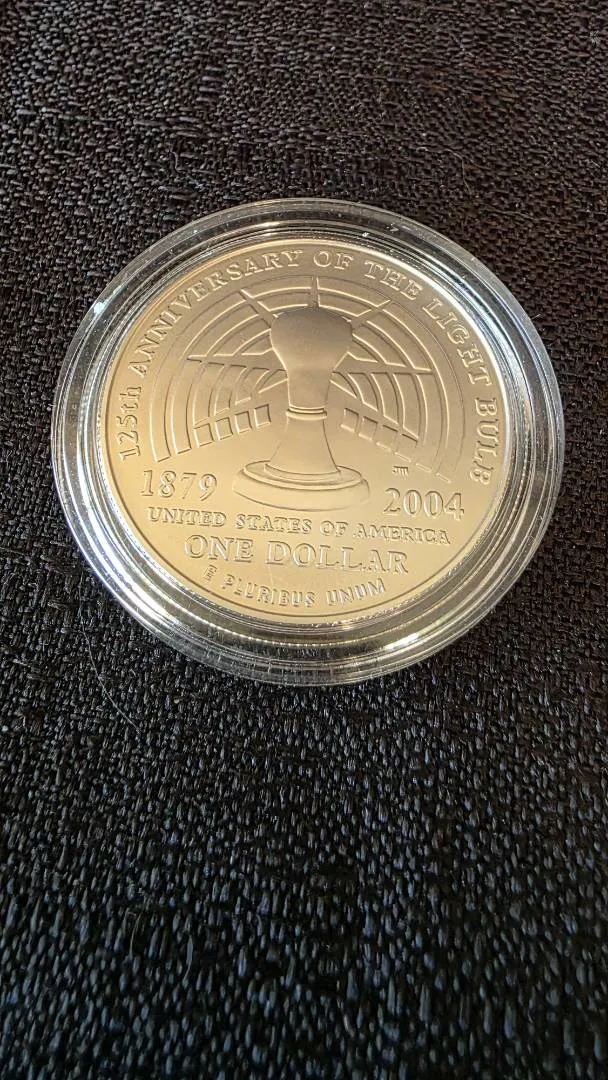 125th ANNIVERSARY OF THE LIGHT BULB
1879
2004
UNITED STATES OF AMERICA
ONE DOLLAR
E PLURIBUS UNUM